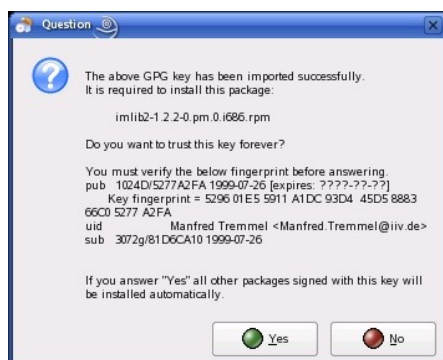 Question
The above GPG key has been imported successfully.
It is required to install this package:
imlib2-1.2.2-0.pm.0.i686.rpm
Do you want to trust this key forever?
You must verify the below fingerprint before answering.
pub 1024D/5277A2FA 1999-07-26 [expires: ????-??-??]
Key fingerprint = 5296 01E5 5911 A1DC 93D4 45D5 8883
66C0 5277 A2FA
uid Manfred Tremmel <Manfred.Tremmel@iiv.de>
sub 3072g/81D6CA10 1999-07-26
If you answer "Yes" all other packages signed with this key will
be installed automatically.
Yes No